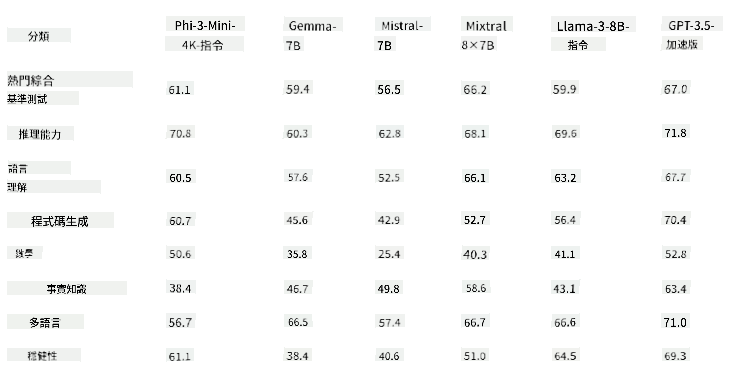 分類 Phi-3-Mini- Gemma- Mistral- Mixtral Llama-3-8B- GPT-3.5-
4K-指令 7B 7B 8×7B 指令 加速版
熱門綜合
基準測試 61.1 59.4 56.5 66.2 59.9 67.0
推理能力 70.8 60.3 62.8 68.1 69.6 71.8
語言
理解 60.5 57.6 52.5 66.1 63.2 67.7
程式碼生成 60.7 45.6 42.9 52.7 56.4 70.4
數學 50.6 35.8 25.4 40.3 41.1 52.8
事實知識 38.4 46.7 49.8 58.6 43.1 63.4
多語言 56.7 66.5 57.4 66.7 66.6 71.0
穩健性 61.1 38.4 40.6 51.0 64.5 69.3